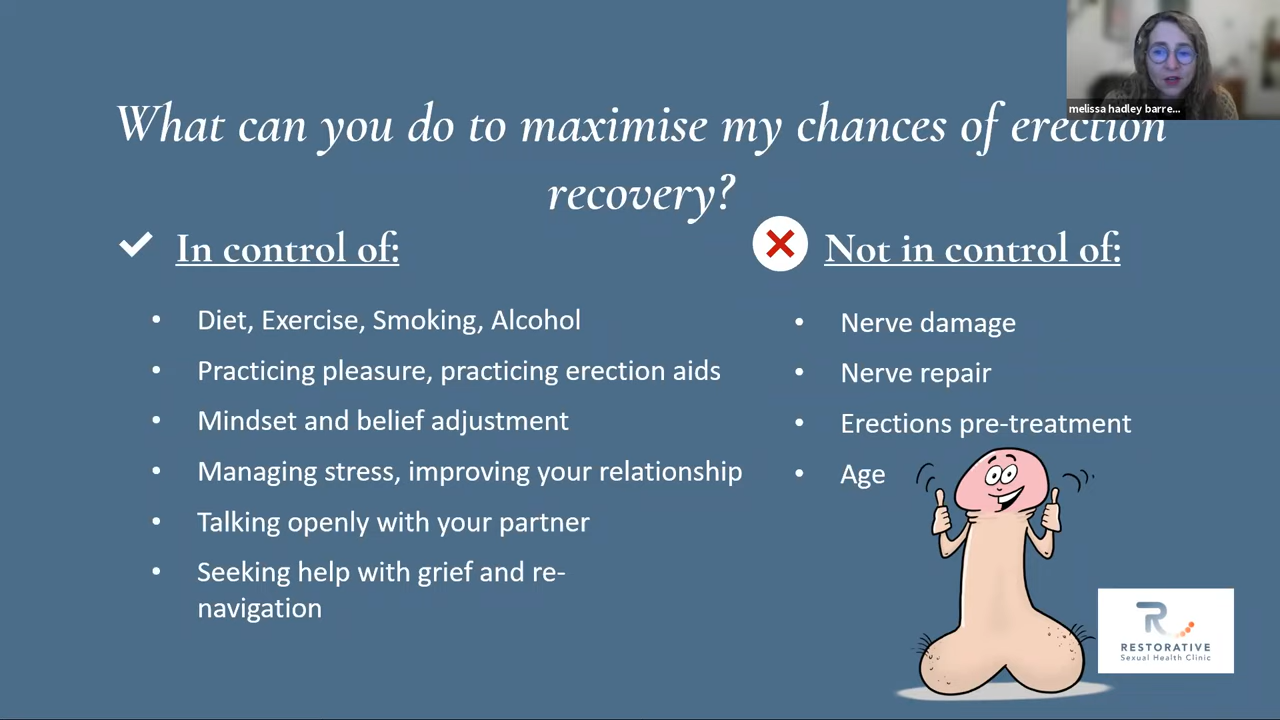 melissa hadley barre...
What can you do to maximise my chances of erection
recovery?
In control of:
• Diet, Exercise, Smoking, Alcohol
• Practicing pleasure, practicing erection aids
• Mindset and belief adjustment
• Managing stress, improving your relationship
• Talking openly with your partner
• Seeking help with grief and re-
navigation
Not in control of:
• Nerve damage
• Nerve repair
• Erections pre-treatment
• Age
RESTORATIVE
Sexual Health Clinic